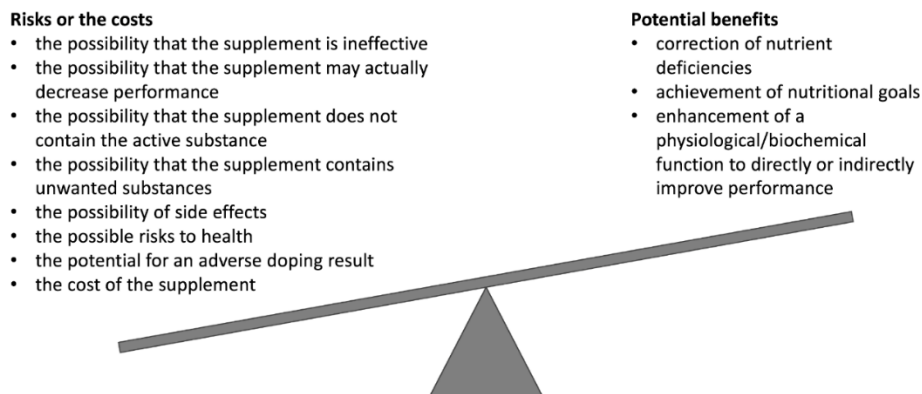 Risks or the costs
• the possibility that the supplement is ineffective
• the possibility that the supplement may actually
decrease performance
• the possibility that the supplement does not
contain the active substance
• the possibility that the supplement contains
unwanted substances
• the possibility of side effects
• the possible risks to health
• the potential for an adverse doping result
• the cost of the supplement
Potential benefits
• correction of nutrient
deficiencies
• achievement of nutritional goals
• enhancement of a
physiological/biochemical
function to directly or indirectly
improve performance